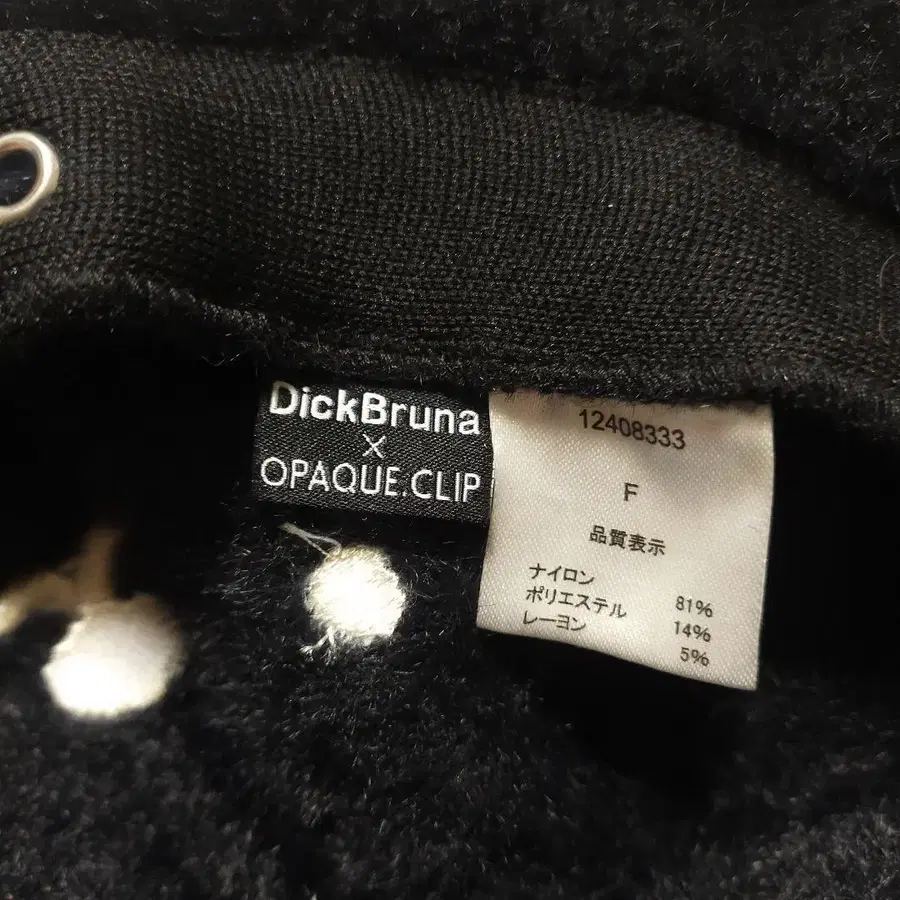 DickBruna
×
OPAQUE.CLIP
12408333
F
品質表示
ナイロン 81%
ポリエステル 14%
レーヨン 5%